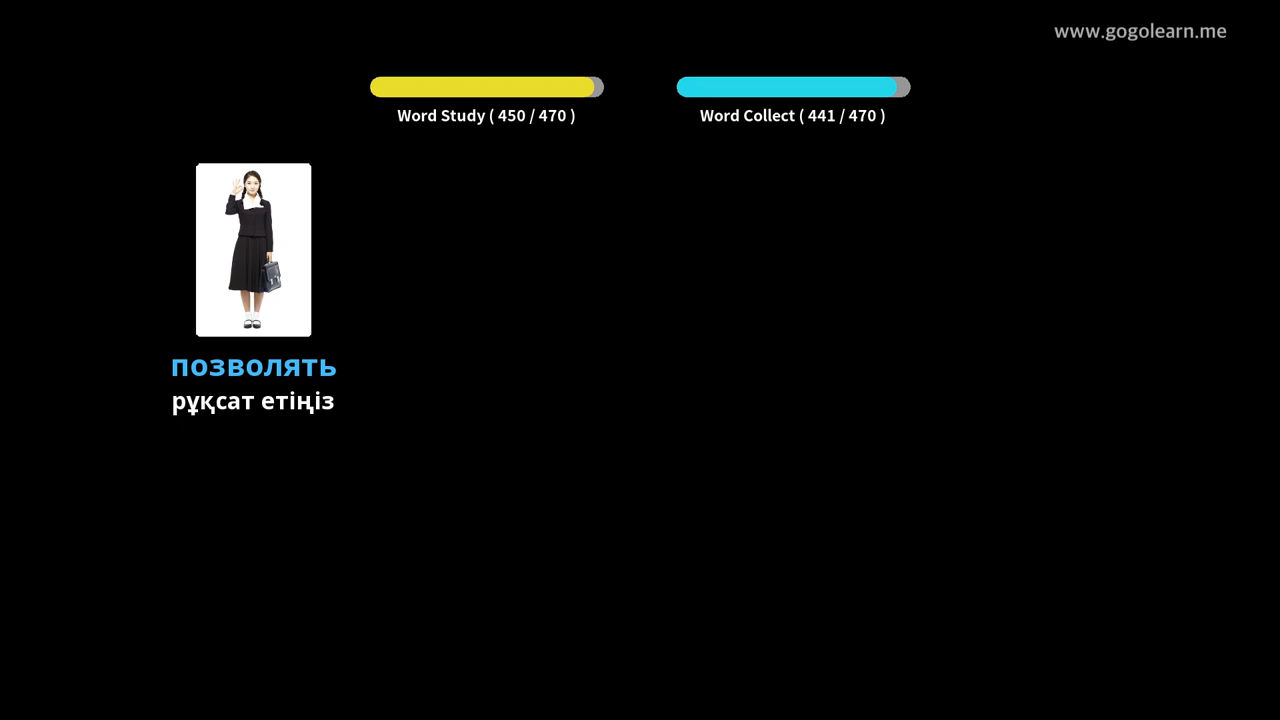 www.gogolearn.me
Word Study ( 450 / 470 )
Word Collect ( 441 / 470 )
позволять
рұқсат етіңіз